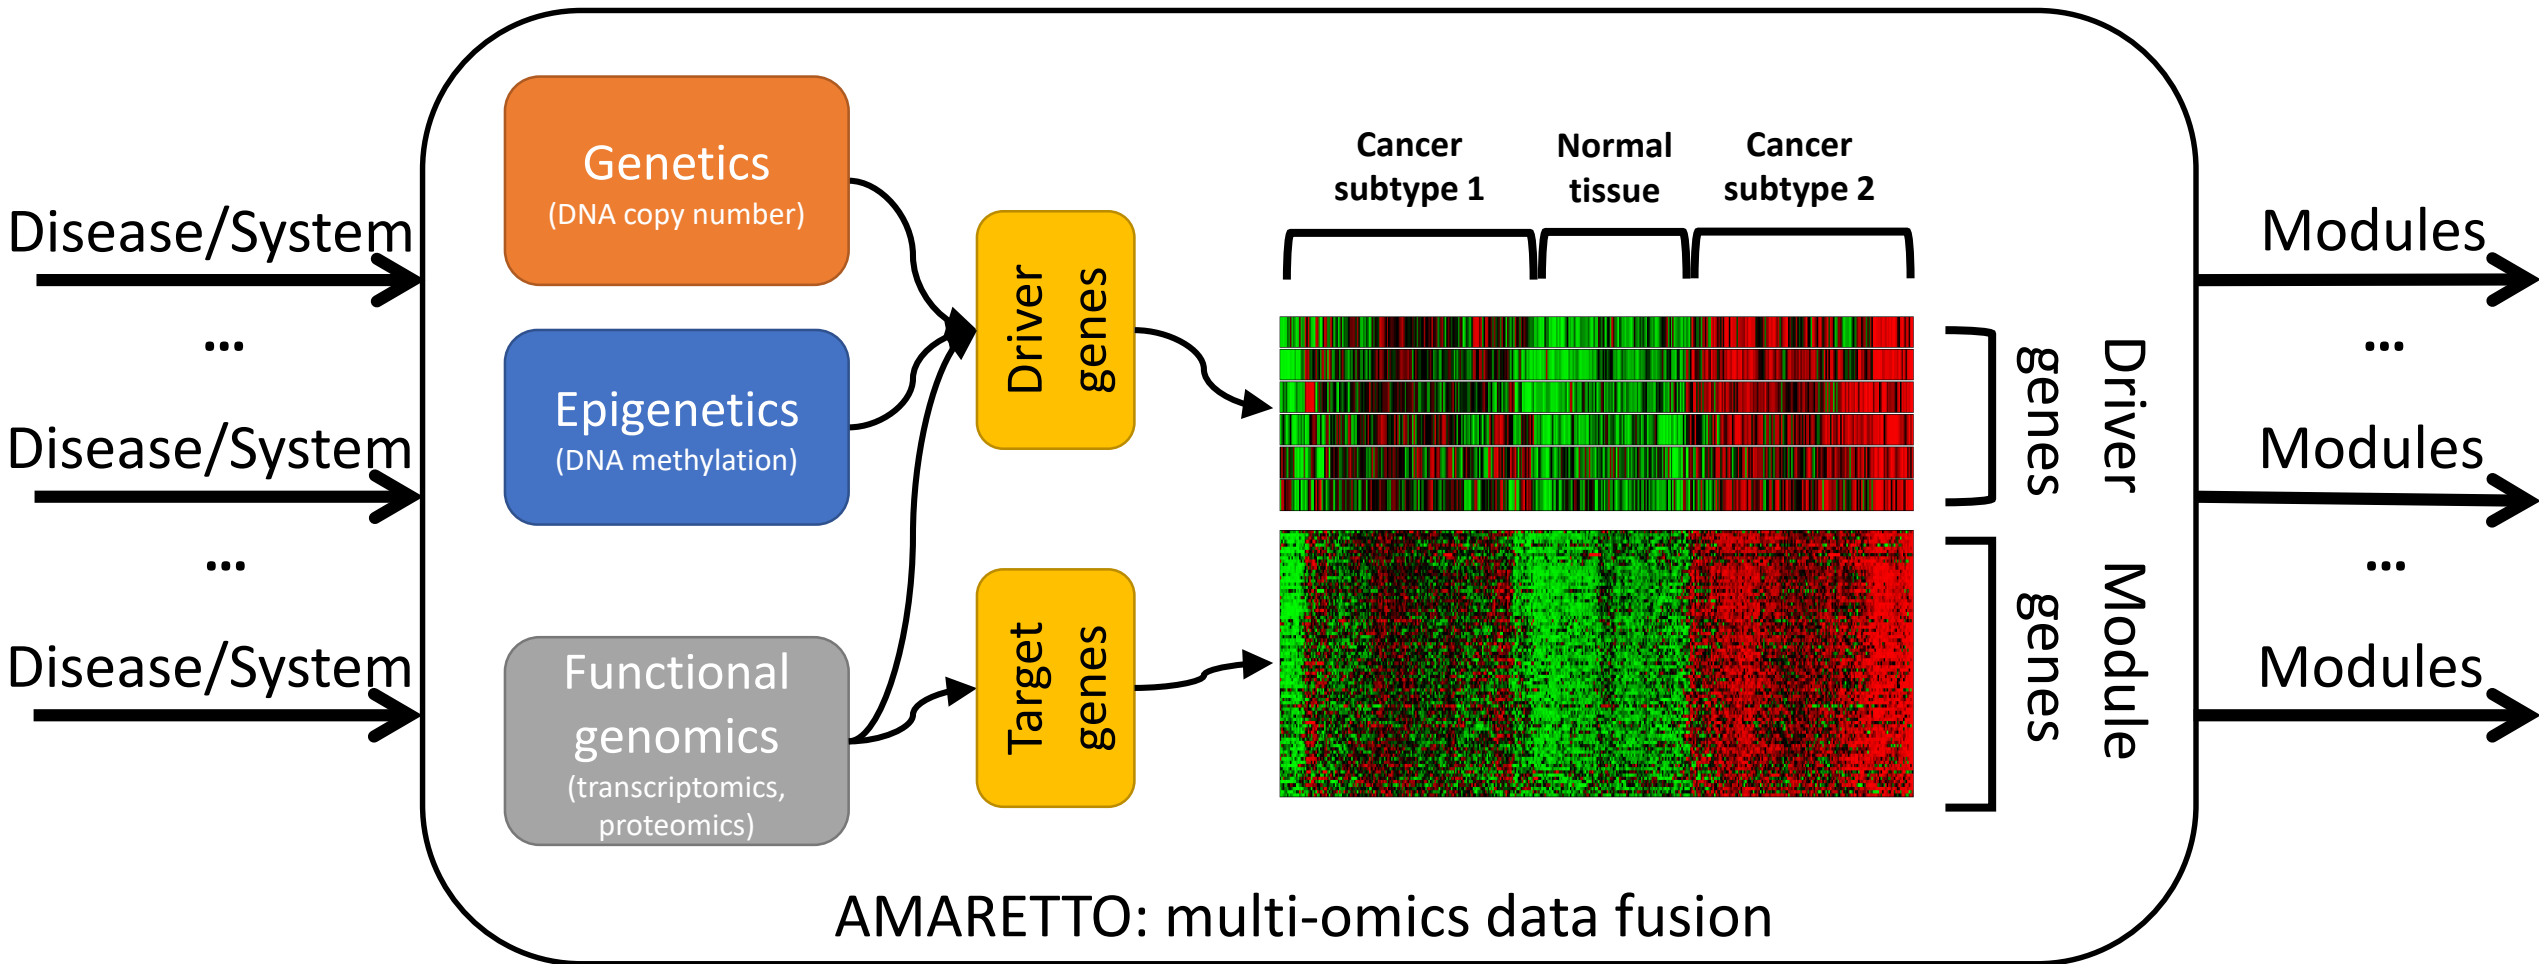 Disease/System
...
Disease/System
...
Disease/System
Genetics
(DNA copy number)
Epigenetics
(DNA methylation)
Functional
genomics
(transcriptomics,
proteomics)
Driver
genes
Target
genes
Cancer
subtype 1
Normal
tissue
Cancer
subtype 2
Driver
genes
Module
genes
Modules
...
Modules
...
Modules
AMARETTO: multi-omics data fusion